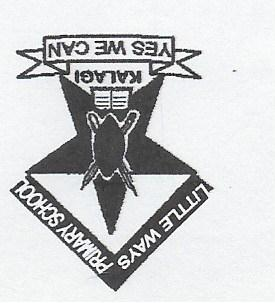 LITTLE WAYS
PRIMARY SCHOOL
KALAGI
YES WE CAN